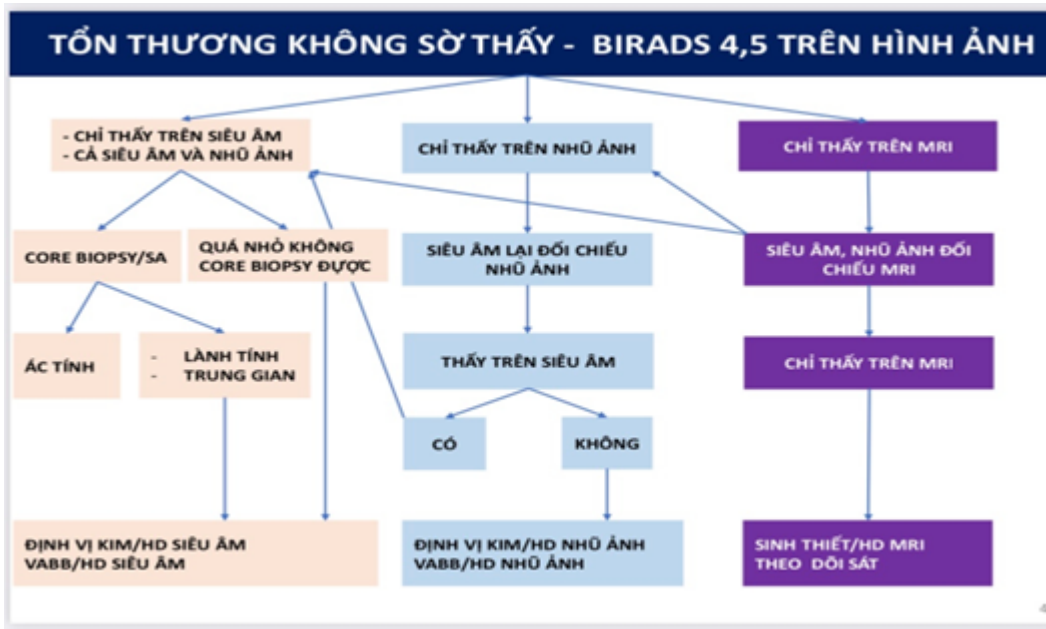 TỔN THƯƠNG KHÔNG SỜ THẤY - BIRADS 4,5 TRÊN HÌNH ẢNH
- CHỈ THẤY TRÊN SIÊU ÂM
- CẢ SIÊU ÂM VÀ NHŨ ẢNH
CHỈ THẤY TRÊN NHŨ ẢNH
CHỈ THẤY TRÊN MRI
CORE BIOPSY/SA
QUÁ NHỎ KHÔNG
CORE BIOPSY ĐƯỢC
SIÊU ÂM LẠI ĐỐI CHIẾU
NHŨ ẢNH
SIÊU ÂM, NHŨ ẢNH ĐỐI
CHIẾU MRI
ÁC TÍNH
- LÀNH TÍNH
- TRUNG GIAN
THẤY TRÊN SIÊU ÂM
CHỈ THẤY TRÊN MRI
CÓ
KHÔNG
ĐỊNH VỊ KIM/HD SIÊU ÂM
VABB/HD SIÊU ÂM
ĐỊNH VỊ KIM/HD NHŨ ẢNH
VABB/HD NHŨ ẢNH
SINH THIẾT/HD MRI
THEO DÕI SÁT